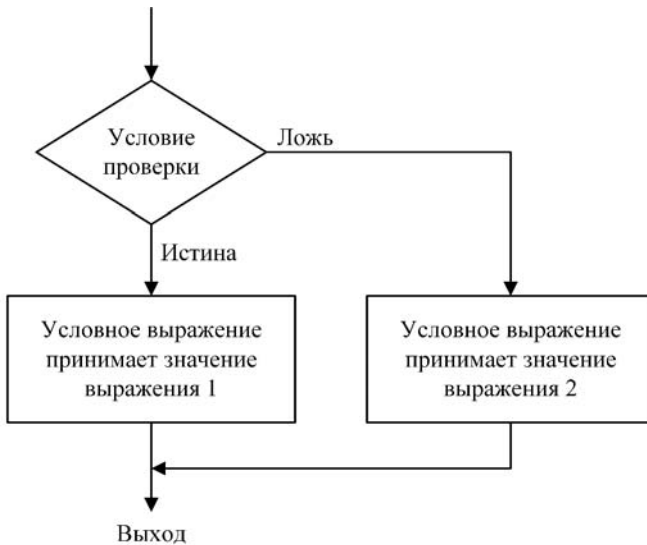 Условие
проверки
Ложь
Истина
Условное выражение
принимает значение
выражения 1
Условное выражение
принимает значение
выражения 2
Выход